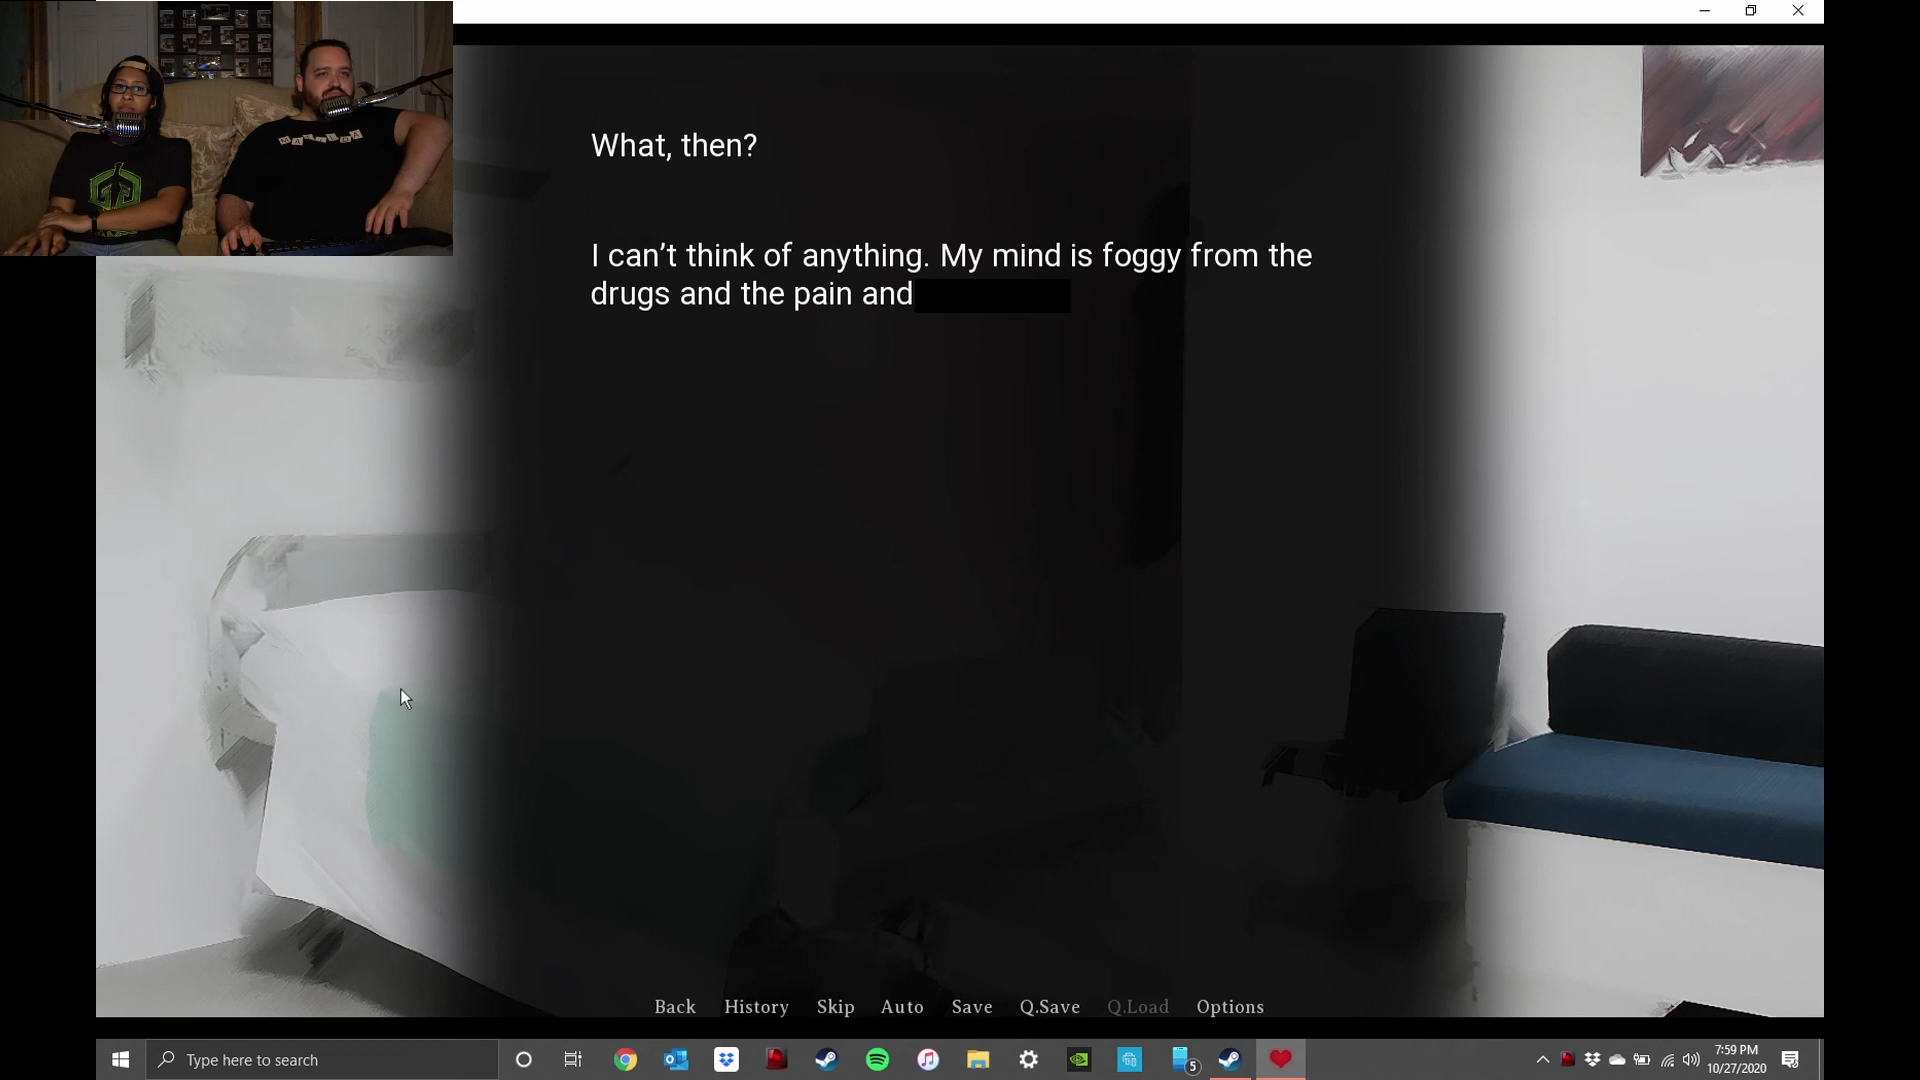 What, then?
I can’t think of anything. My mind is foggy from the
drugs and the pain and
Back History Skip Auto Save Q.Save Q.Load Options
Type here to search
5
7:59 PM
10/27/2020